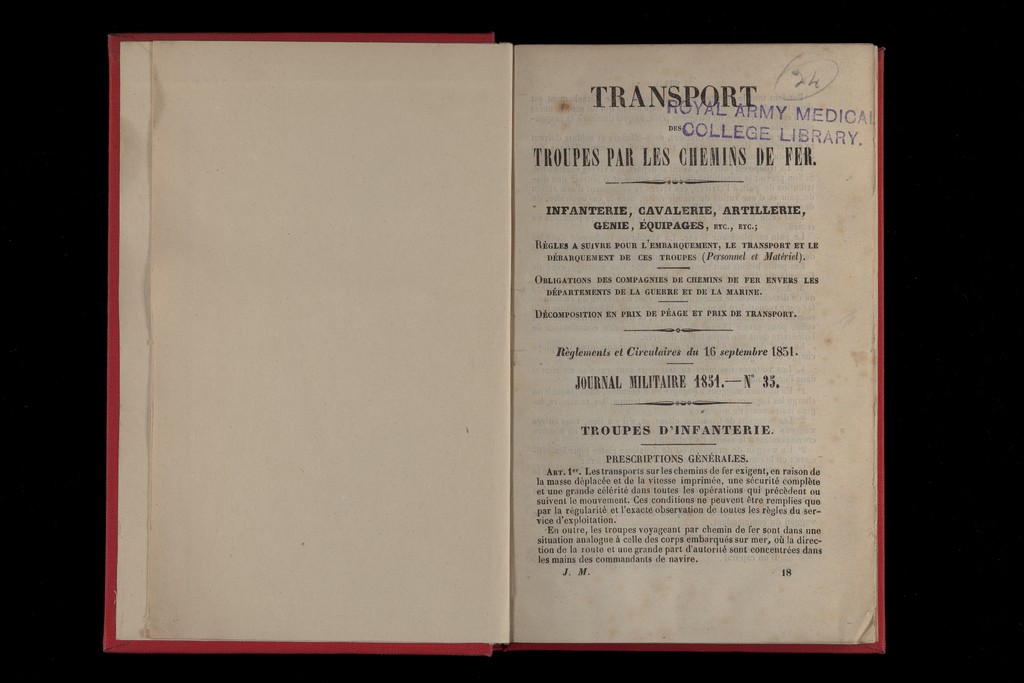 24
TRANSPORT
ROYAL ARMY MEDICAL
COLLEGE LIBRARY.
DES
TROUPES PAR LES CHEMINS DE FER.
INFANTERIE, CAVALERIE, ARTILLERIE,
GÉNIE, ÉQUIPAGES, ETC., ETC.;
RÈGLES A SUIVRE POUR L'EMBARQUEMENT, LE TRANSPORT ET LE
DÉBARQUEMENT DE CES TROUPES (Personnel et Matériel).
OBLIGATIONS DES COMPAGNIES DE CHEMINS DE FER ENVERS LES
DÉPARTEMENTS DE LA GUERRE ET DE LA MARINE.
DÉCOMPOSITION EN PRIX DE PÉAGE ET PRIX DE TRANSPORT.
Règlements et Circulaires du 16 septembre 1851.
JOURNAL MILITAIRE 1851.—N° 35.
TROUPES D'INFANTERIE.
PRESCRIPTIONS GÉNÉRALES.
ART. 1er. Les transports sur les chemins de fer exigent, en raison de
la masse déplacée et de la vitesse imprimée, une sécurité complète
et une grande célérité dans toutes les opérations qui précèdent ou
suivent le mouvement. Ces conditions ne peuvent être remplies que
par la régularité et l'exacte observation de toutes les règles du ser-
vice d'exploitation.
En outre, les troupes voyageant par chemin de fer sont dans une
situation analogue à celle des corps embarqués sur mer, où la direc-
tion de la route et une grande part d'autorité sont concentrées dans
les mains des commandants de navire.
J. M. 18